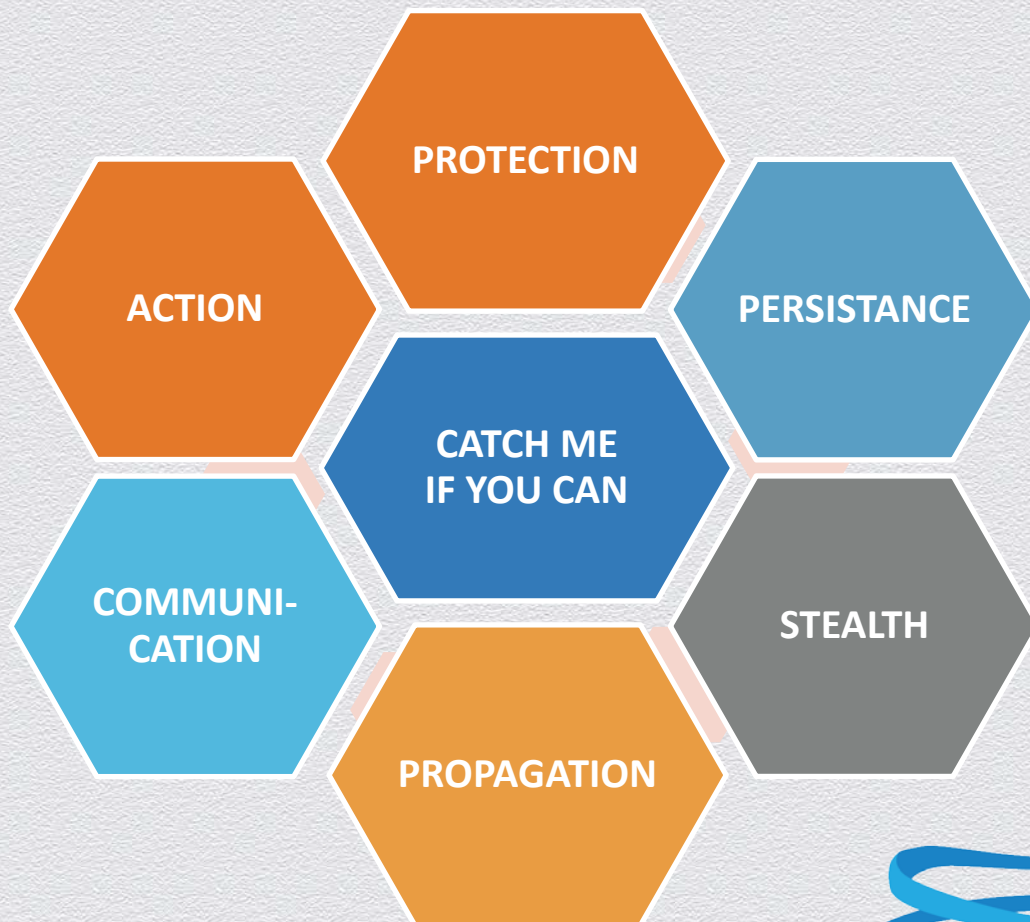 PROTECTION
ACTION
PERSISTANCE
CATCH ME
IF YOU CAN
COMMUNI-
CATION
STEALTH
PROPAGATION